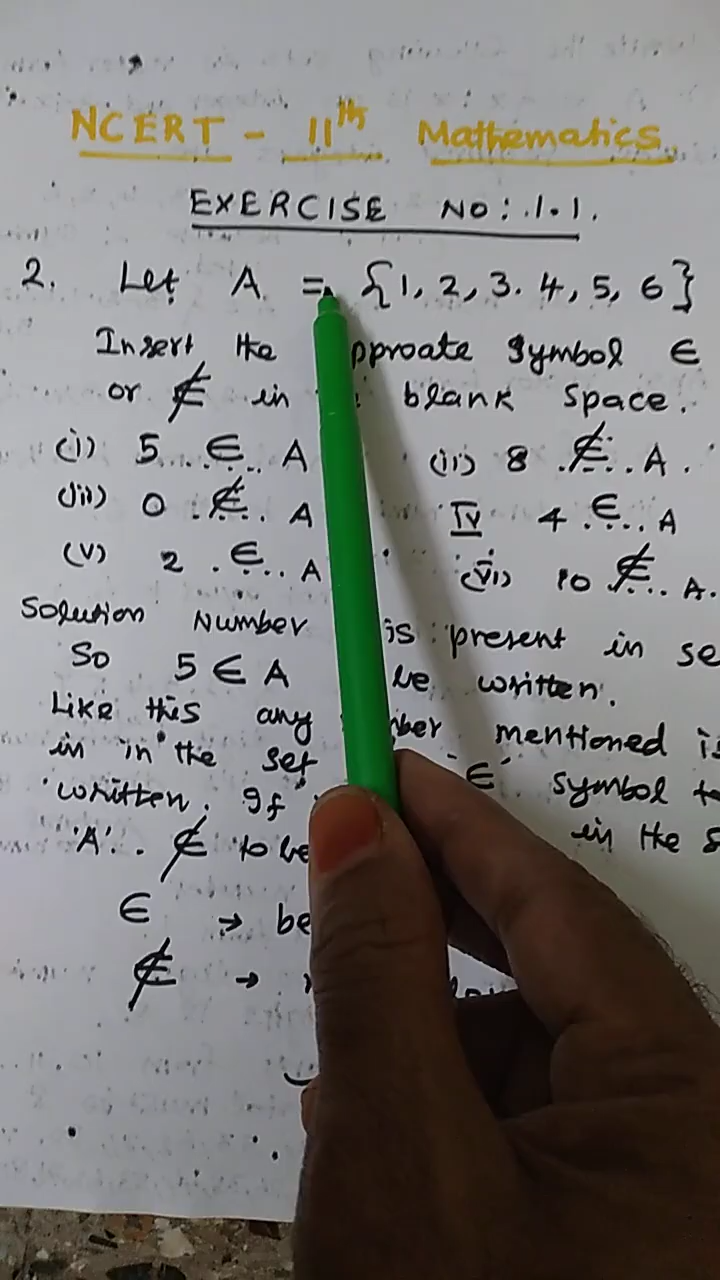 NCERT - 11th Mathematics
EXERCISE NO: 1.1.
2. Let A = {1, 2, 3. 4, 5, 6}
Insert the pproate Symbol ∈
or ∉ in blank Space.
(i) 5 ... ∈ .. A (ii) 8 . ∉ .. A.
(iii) 0 . ∉ .. A IV 4 . ∈ .. A
(V) 2 . ∈ .. A (vi) 10 ∉ .. A.
Solution Number is present in se
So 5 ∈ A be written.
Like this any mber mentioned is
in in the set '∈' symbol to
written. If
'A'. ∉ to be in the s
∈ → be
∉ →